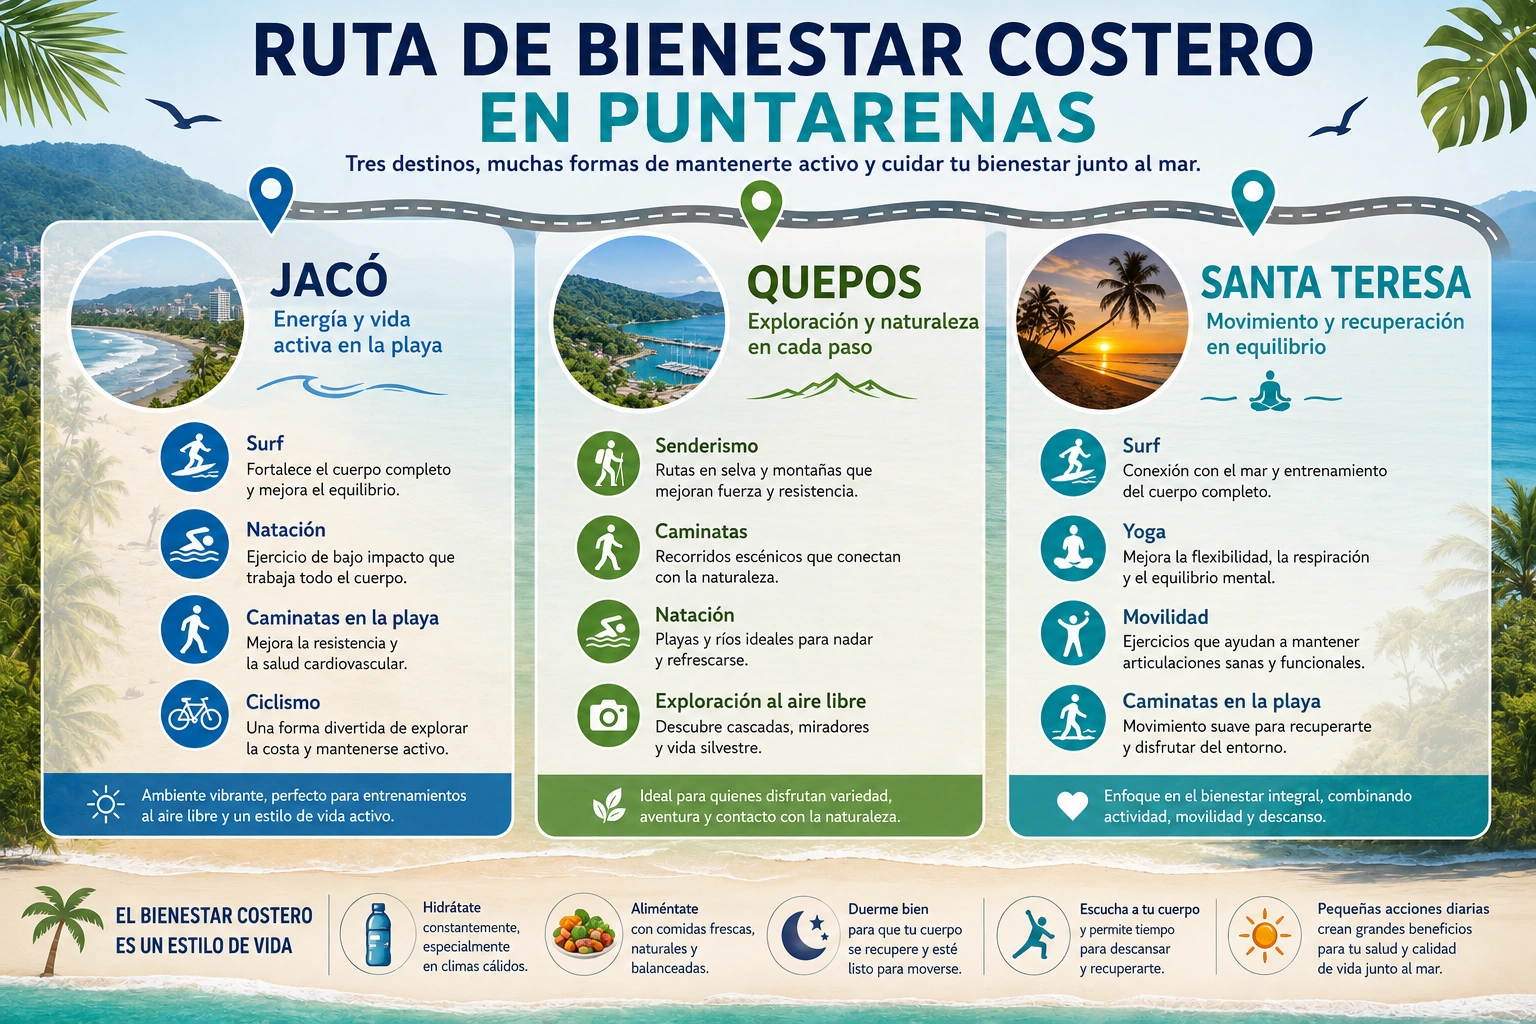 RUTA DE BIENESTAR COSTERO
EN PUNTARENAS
Tres destinos, muchas formas de mantenerte activo y cuidar tu bienestar junto al mar.
JACÓ
Energía y vida
activa en la playa
Surf
Fortalece el cuerpo completo
y mejora el equilibrio.
Natación
Ejercicio de bajo impacto que
trabaja todo el cuerpo.
Caminatas en la playa
Mejora la resistencia y
la salud cardiovascular.
Ciclismo
Una forma divertida de explorar
la costa y mantenerse activo.
Ambiente vibrante, perfecto para entrenamientos
al aire libre y un estilo de vida activo.
QUEPOS
Exploración y naturaleza
en cada paso
Senderismo
Rutas en selva y montañas que
mejoran fuerza y resistencia.
Caminatas
Recorridos escénicos que conectan
con la naturaleza.
Natación
Playas y ríos ideales para nadar
y refrescarse.
Exploración al aire libre
Descubre cascadas, miradores
y vida silvestre.
Ideal para quienes disfrutan variedad,
aventura y contacto con la naturaleza.
SANTA TERESA
Movimiento y recuperación
en equilibrio
Surf
Conexión con el mar y entrenamiento
del cuerpo completo.
Yoga
Mejora la flexibilidad, la respiración
y el equilibrio mental.
Movilidad
Ejercicios que ayudan a mantener
articulaciones sanas y funcionales.
Caminatas en la playa
Movimiento suave para recuperarte
y disfrutar del entorno.
Enfoque en el bienestar integral, combinando
actividad, movilidad y descanso.
EL BIENESTAR COSTERO
ES UN ESTILO DE VIDA
Hidrátate
constantemente,
especialmente
en climas cálidos.
Aliméntate
con comidas frescas,
naturales y
balanceadas.
Duerme bien
para que tu cuerpo
se recupere y esté
listo para moverse.
Escucha a tu cuerpo
y permite tiempo
para descansar
y recuperarte.
Pequeñas acciones diarias
crean grandes beneficios
para tu salud y calidad
de vida junto al mar.